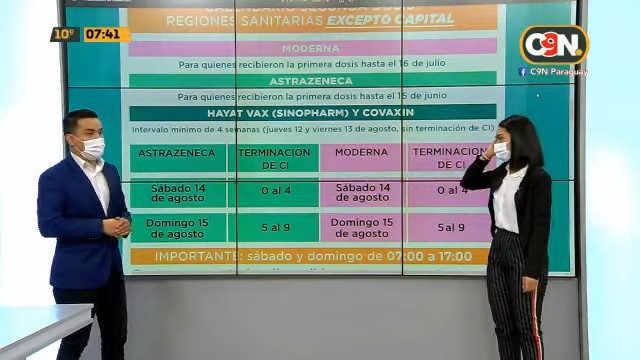 10° 07:41
CALENDARIO SEGUNDA DOSIS
REGIONES SANITARIAS EXCEPTO CAPITAL
MODERNA
Para quienes recibieron la primera dosis hasta el 16 de julio
ASTRAZENECA
Para quienes recibieron la primera dosis hasta el 15 de junio
HAYAT VAX (SINOPHARM) Y COVAXIN
Intervalo mínimo de 4 semanas (jueves 12 y viernes 13 de agosto, sin terminación de CI)
ASTRAZENECA TERMINACION DE CI MODERNA TERMINACION DE CI
Sábado 14 de agosto 0 al 4 Sábado 14 de agosto 0 al 4
Domingo 15 de agosto 5 al 9 Domingo 15 de agosto 5 al 9
IMPORTANTE: sábado y domingo de 07:00 a 17:00
C9N
C9N Paraguay